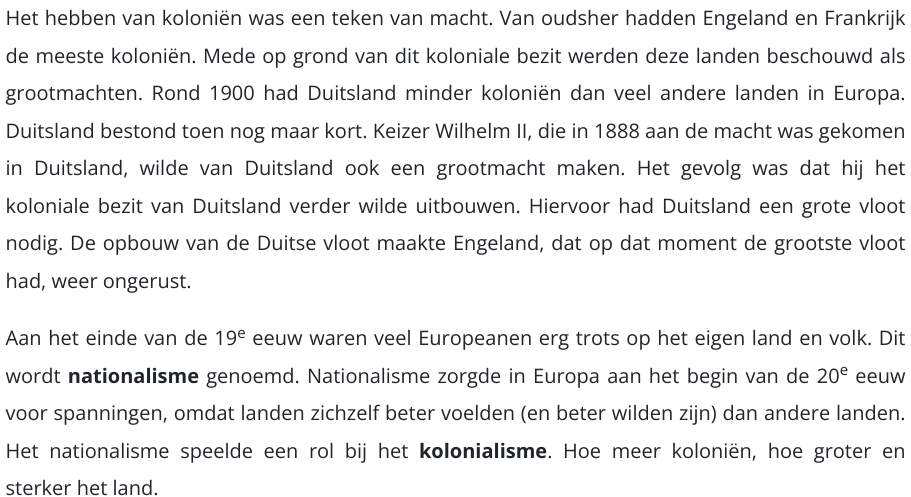 Het hebben van koloniën was een teken van macht. Van oudsher hadden Engeland en Frankrijk
de meeste koloniën. Mede op grond van dit koloniale bezit werden deze landen beschouwd als
grootmachten. Rond 1900 had Duitsland minder koloniën dan veel andere landen in Europa.
Duitsland bestond toen nog maar kort. Keizer Wilhelm II, die in 1888 aan de macht was gekomen
in Duitsland, wilde van Duitsland ook een grootmacht maken. Het gevolg was dat hij het
koloniale bezit van Duitsland verder wilde uitbouwen. Hiervoor had Duitsland een grote vloot
nodig. De opbouw van de Duitse vloot maakte Engeland, dat op dat moment de grootste vloot
had, weer ongerust.
Aan het einde van de 19e eeuw waren veel Europeanen erg trots op het eigen land en volk. Dit
wordt nationalisme genoemd. Nationalisme zorgde in Europa aan het begin van de 20e eeuw
voor spanningen, omdat landen zichzelf beter voelden (en beter wilden zijn) dan andere landen.
Het nationalisme speelde een rol bij het kolonialisme. Hoe meer koloniën, hoe groter en
sterker het land.